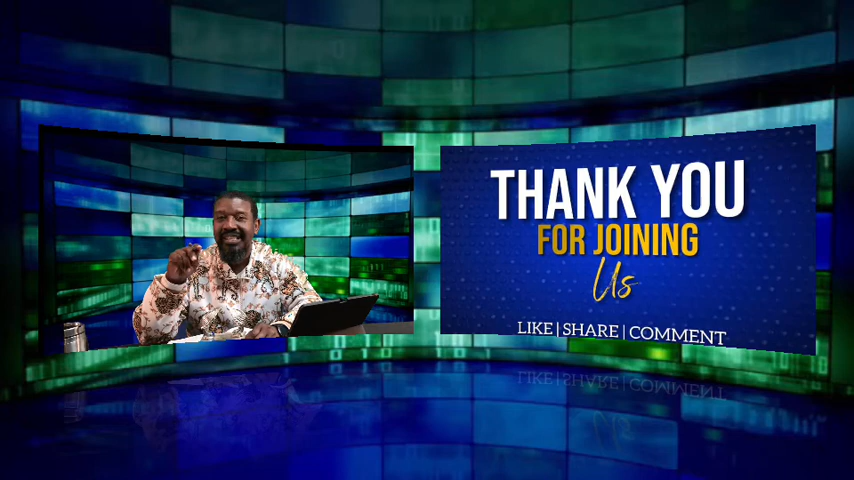 THANK YOU
FOR JOINING
Us
LIKE | SHARE | COMMENT